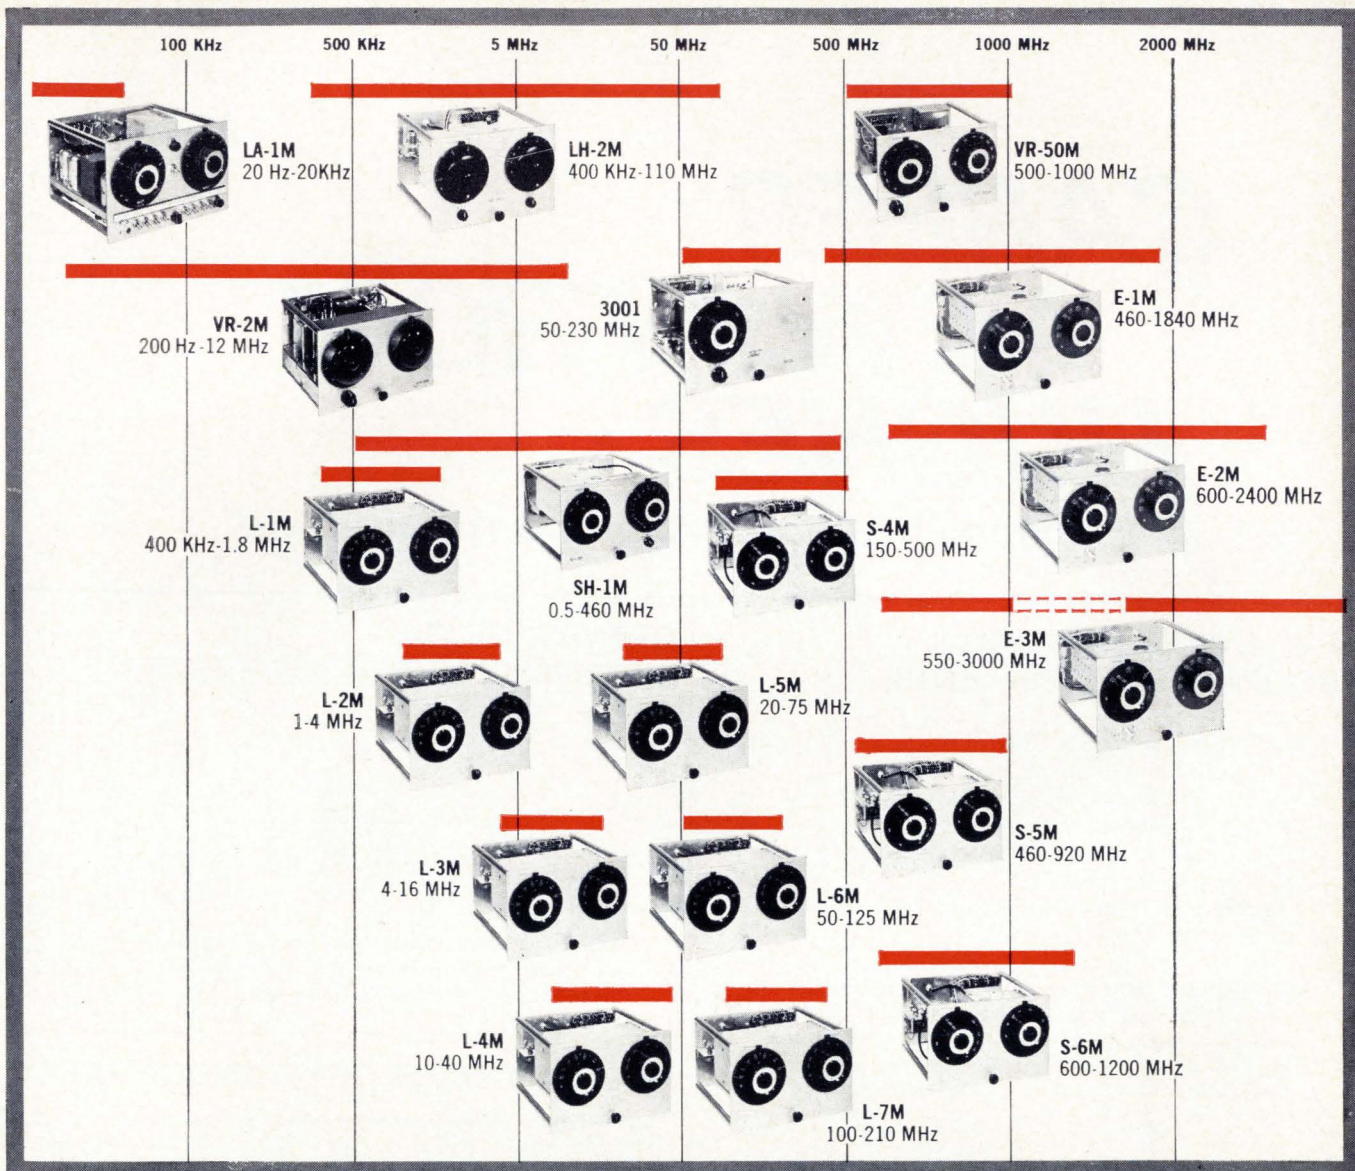 100 KHz 500 KHz 5 MHz 50 MHz 500 MHz 1000 MHz 2000 MHz
LA-1M
20 Hz-20KHz
LH-2M
400 KHz-110 MHz
VR-50M
500-1000 MHz
VR-2M
200 Hz-12 MHz
3001
50-230 MHz
E-1M
460-1840 MHz
L-1M
400 KHz-1.8 MHz
SH-1M
0.5-460 MHz
S-4M
150-500 MHz
E-2M
600-2400 MHz
E-3M
550-3000 MHz
L-2M
1-4 MHz
L-5M
20-75 MHz
S-5M
460-920 MHz
L-3M
4-16 MHz
L-6M
50-125 MHz
L-4M
10-40 MHz
L-7M
100-210 MHz
S-6M
600-1200 MHz